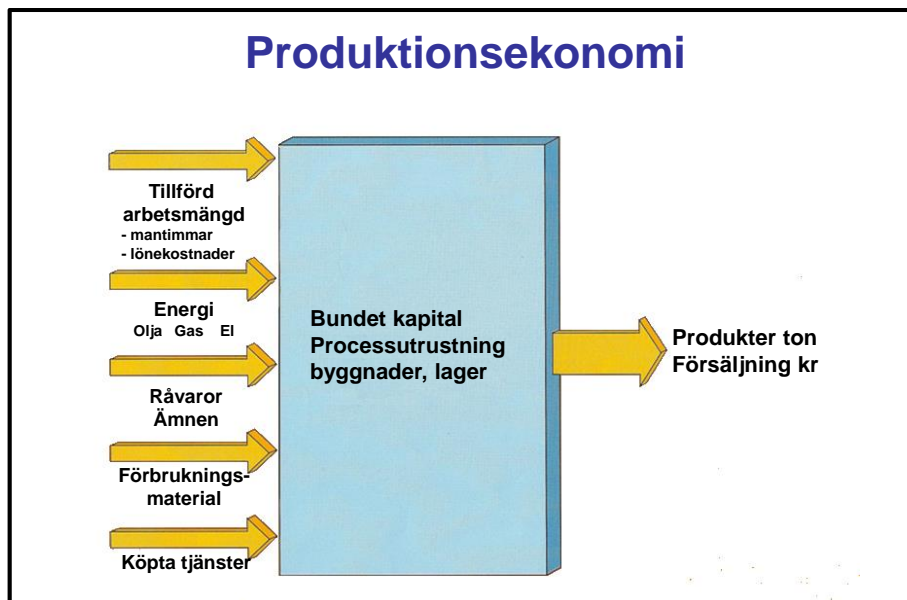 Produktionsekonomi
Tillförd
arbetsmängd
- mantimmar
- lönekostnader
Energi
Olja Gas El
Råvaror
Ämnen
Förbruknings-
material
Köpta tjänster
Bundet kapital
Processutrustning
byggnader, lager
Produkter ton
Försäljning kr